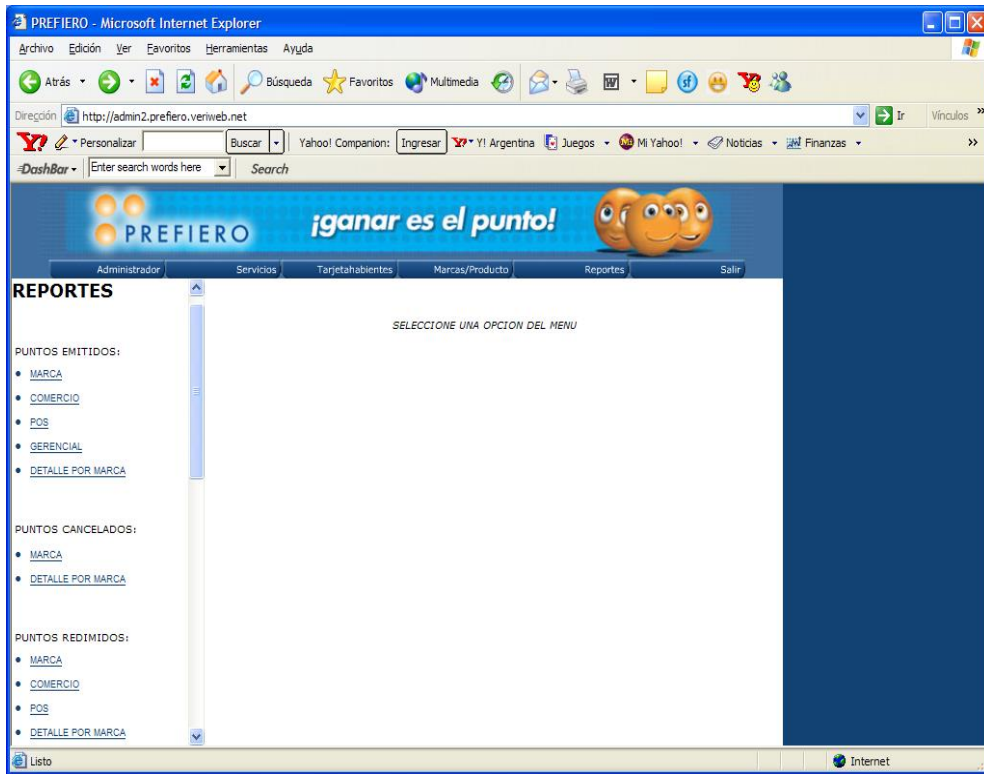 PREFIERO - Microsoft Internet Explorer
Archivo Edición Ver Favoritos Herramientas Ayuda
Atrás Búsqueda Favoritos Multimedia
Dirección http://admin2.prefiero.veriweb.net Ir Vínculos »
Y! Personalizar Buscar Yahoo! Companion: Ingresar Y! Y! Argentina Juegos Mi Yahoo! Noticias Finanzas »
DashBar Enter search words here Search
PREFIERO ¡ganar es el punto!
Administrador Servicios Tarjetahabientes Marcas/Producto Reportes Salir
REPORTES
SELECCIONE UNA OPCION DEL MENU
PUNTOS EMITIDOS:
• MARCA
• COMERCIO
• POS
• GERENCIAL
• DETALLE POR MARCA
PUNTOS CANCELADOS:
• MARCA
• DETALLE POR MARCA
PUNTOS REDIMIDOS:
• MARCA
• COMERCIO
• POS
• DETALLE POR MARCA
Listo Internet